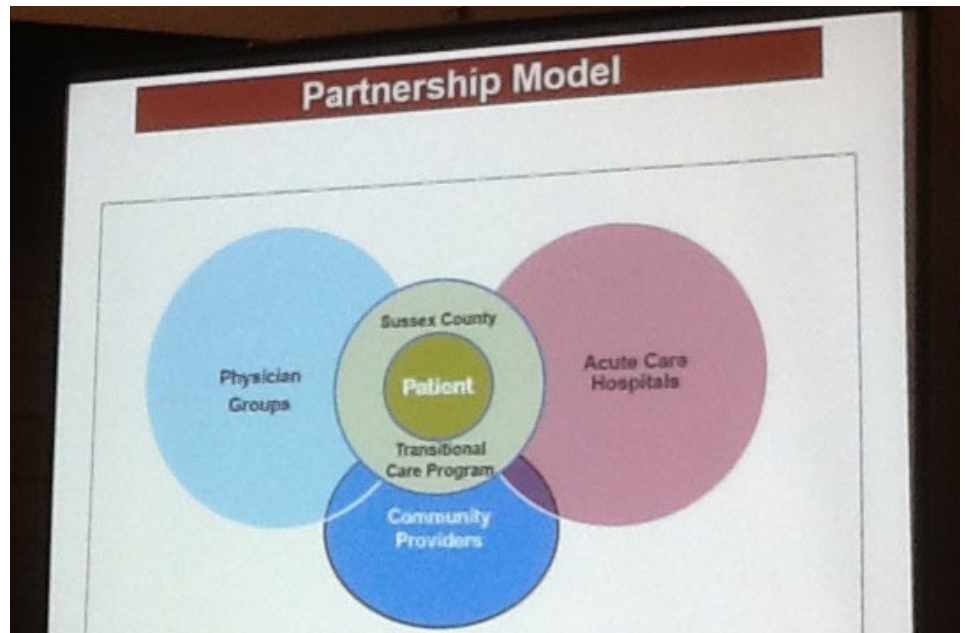 Partnership Model
Sussex County
Patient
Transitional
Care Program
Physician
Groups
Acute Care
Hospitals
Community
Providers